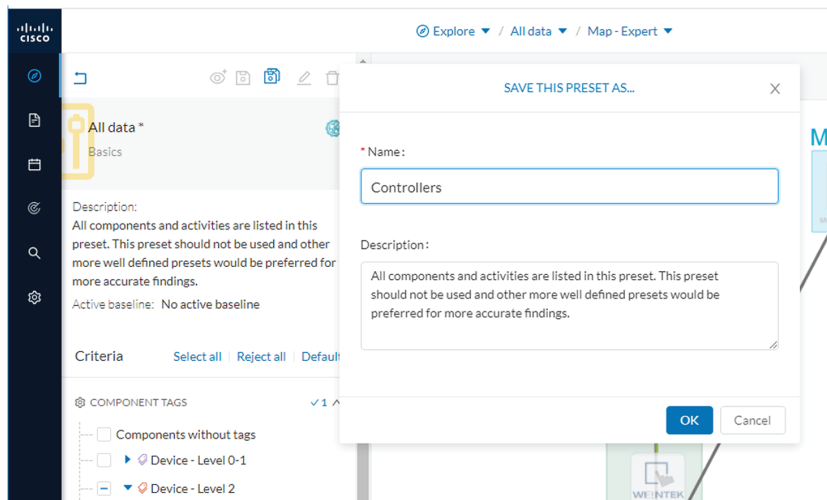 CISCO
Explore / All data / Map - Expert
All data *
Basics
Description:
All components and activities are listed in this
preset. This preset should not be used and other
more well defined presets would be preferred for
more accurate findings.
Active baseline: No active baseline
Criteria Select all Reject all Default
COMPONENT TAGS 1
Components without tags
Device - Level 0-1
Device - Level 2
SAVE THIS PRESET AS...
* Name:
Controllers
Description:
All components and activities are listed in this preset. This preset
should not be used and other more well defined presets would be
preferred for more accurate findings.
OK Cancel
M
WEINTEK